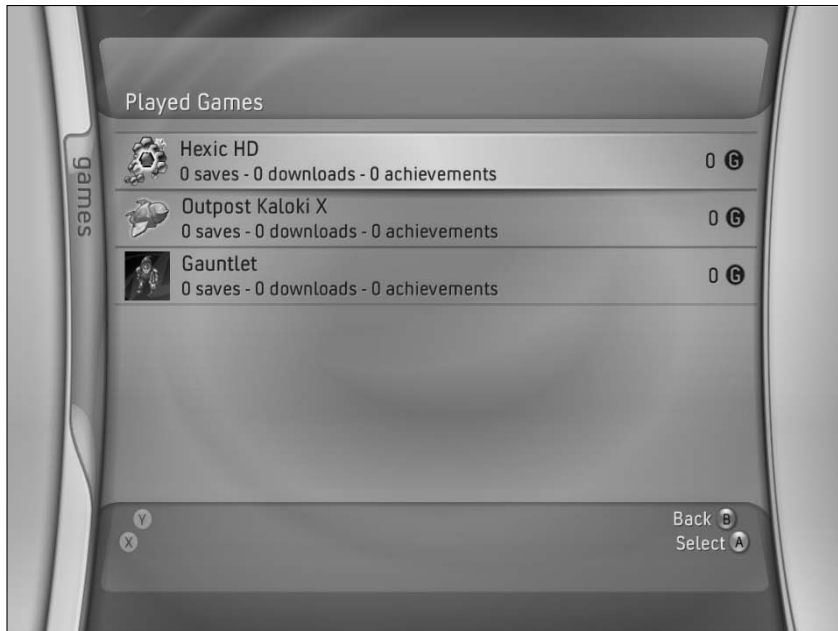 Played Games
games
Hexic HD
0 saves - 0 downloads - 0 achievements
0 G
Outpost Kaloki X
0 saves - 0 downloads - 0 achievements
0 G
Gauntlet
0 saves - 0 downloads - 0 achievements
0 G
Y
X
Back B
Select A